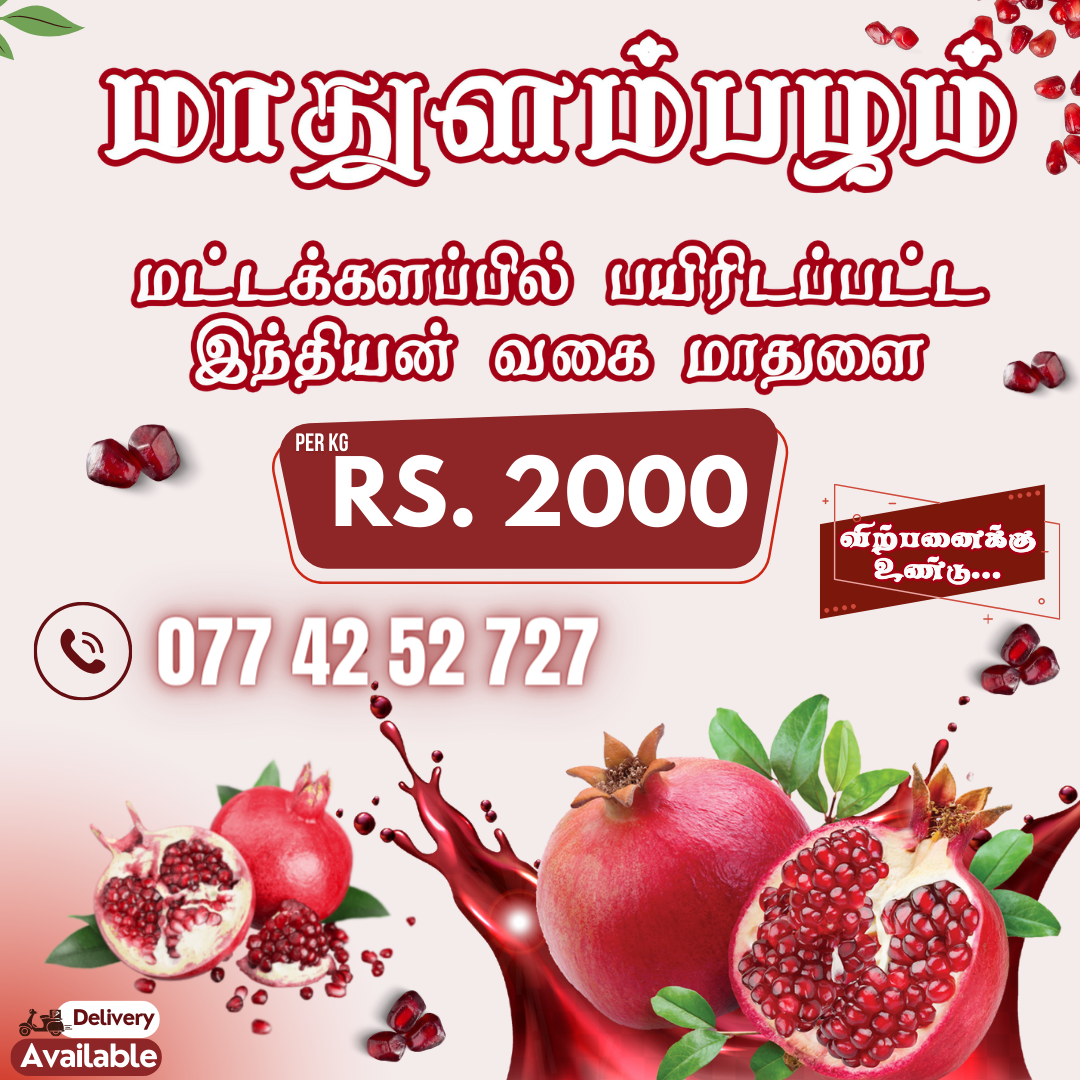 மாதுளம்பழம்
மட்டக்களப்பில் பயிரிடப்பட்ட
இந்தியன் வகை மாதுளை
PER KG
RS. 2000
விற்பனைக்கு
உண்டு...
077 42 52 727
Delivery
Available